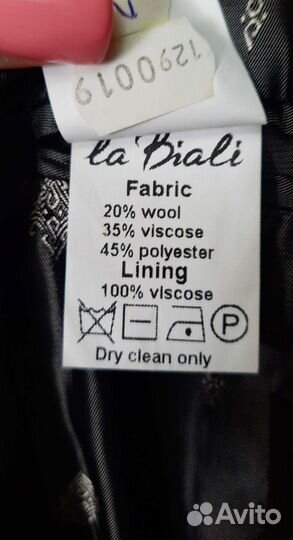 1290019
la'Biali
Fabric
20% wool
35% viscose
45% polyester
Lining
100% viscose
P
Dry clean only
Avito